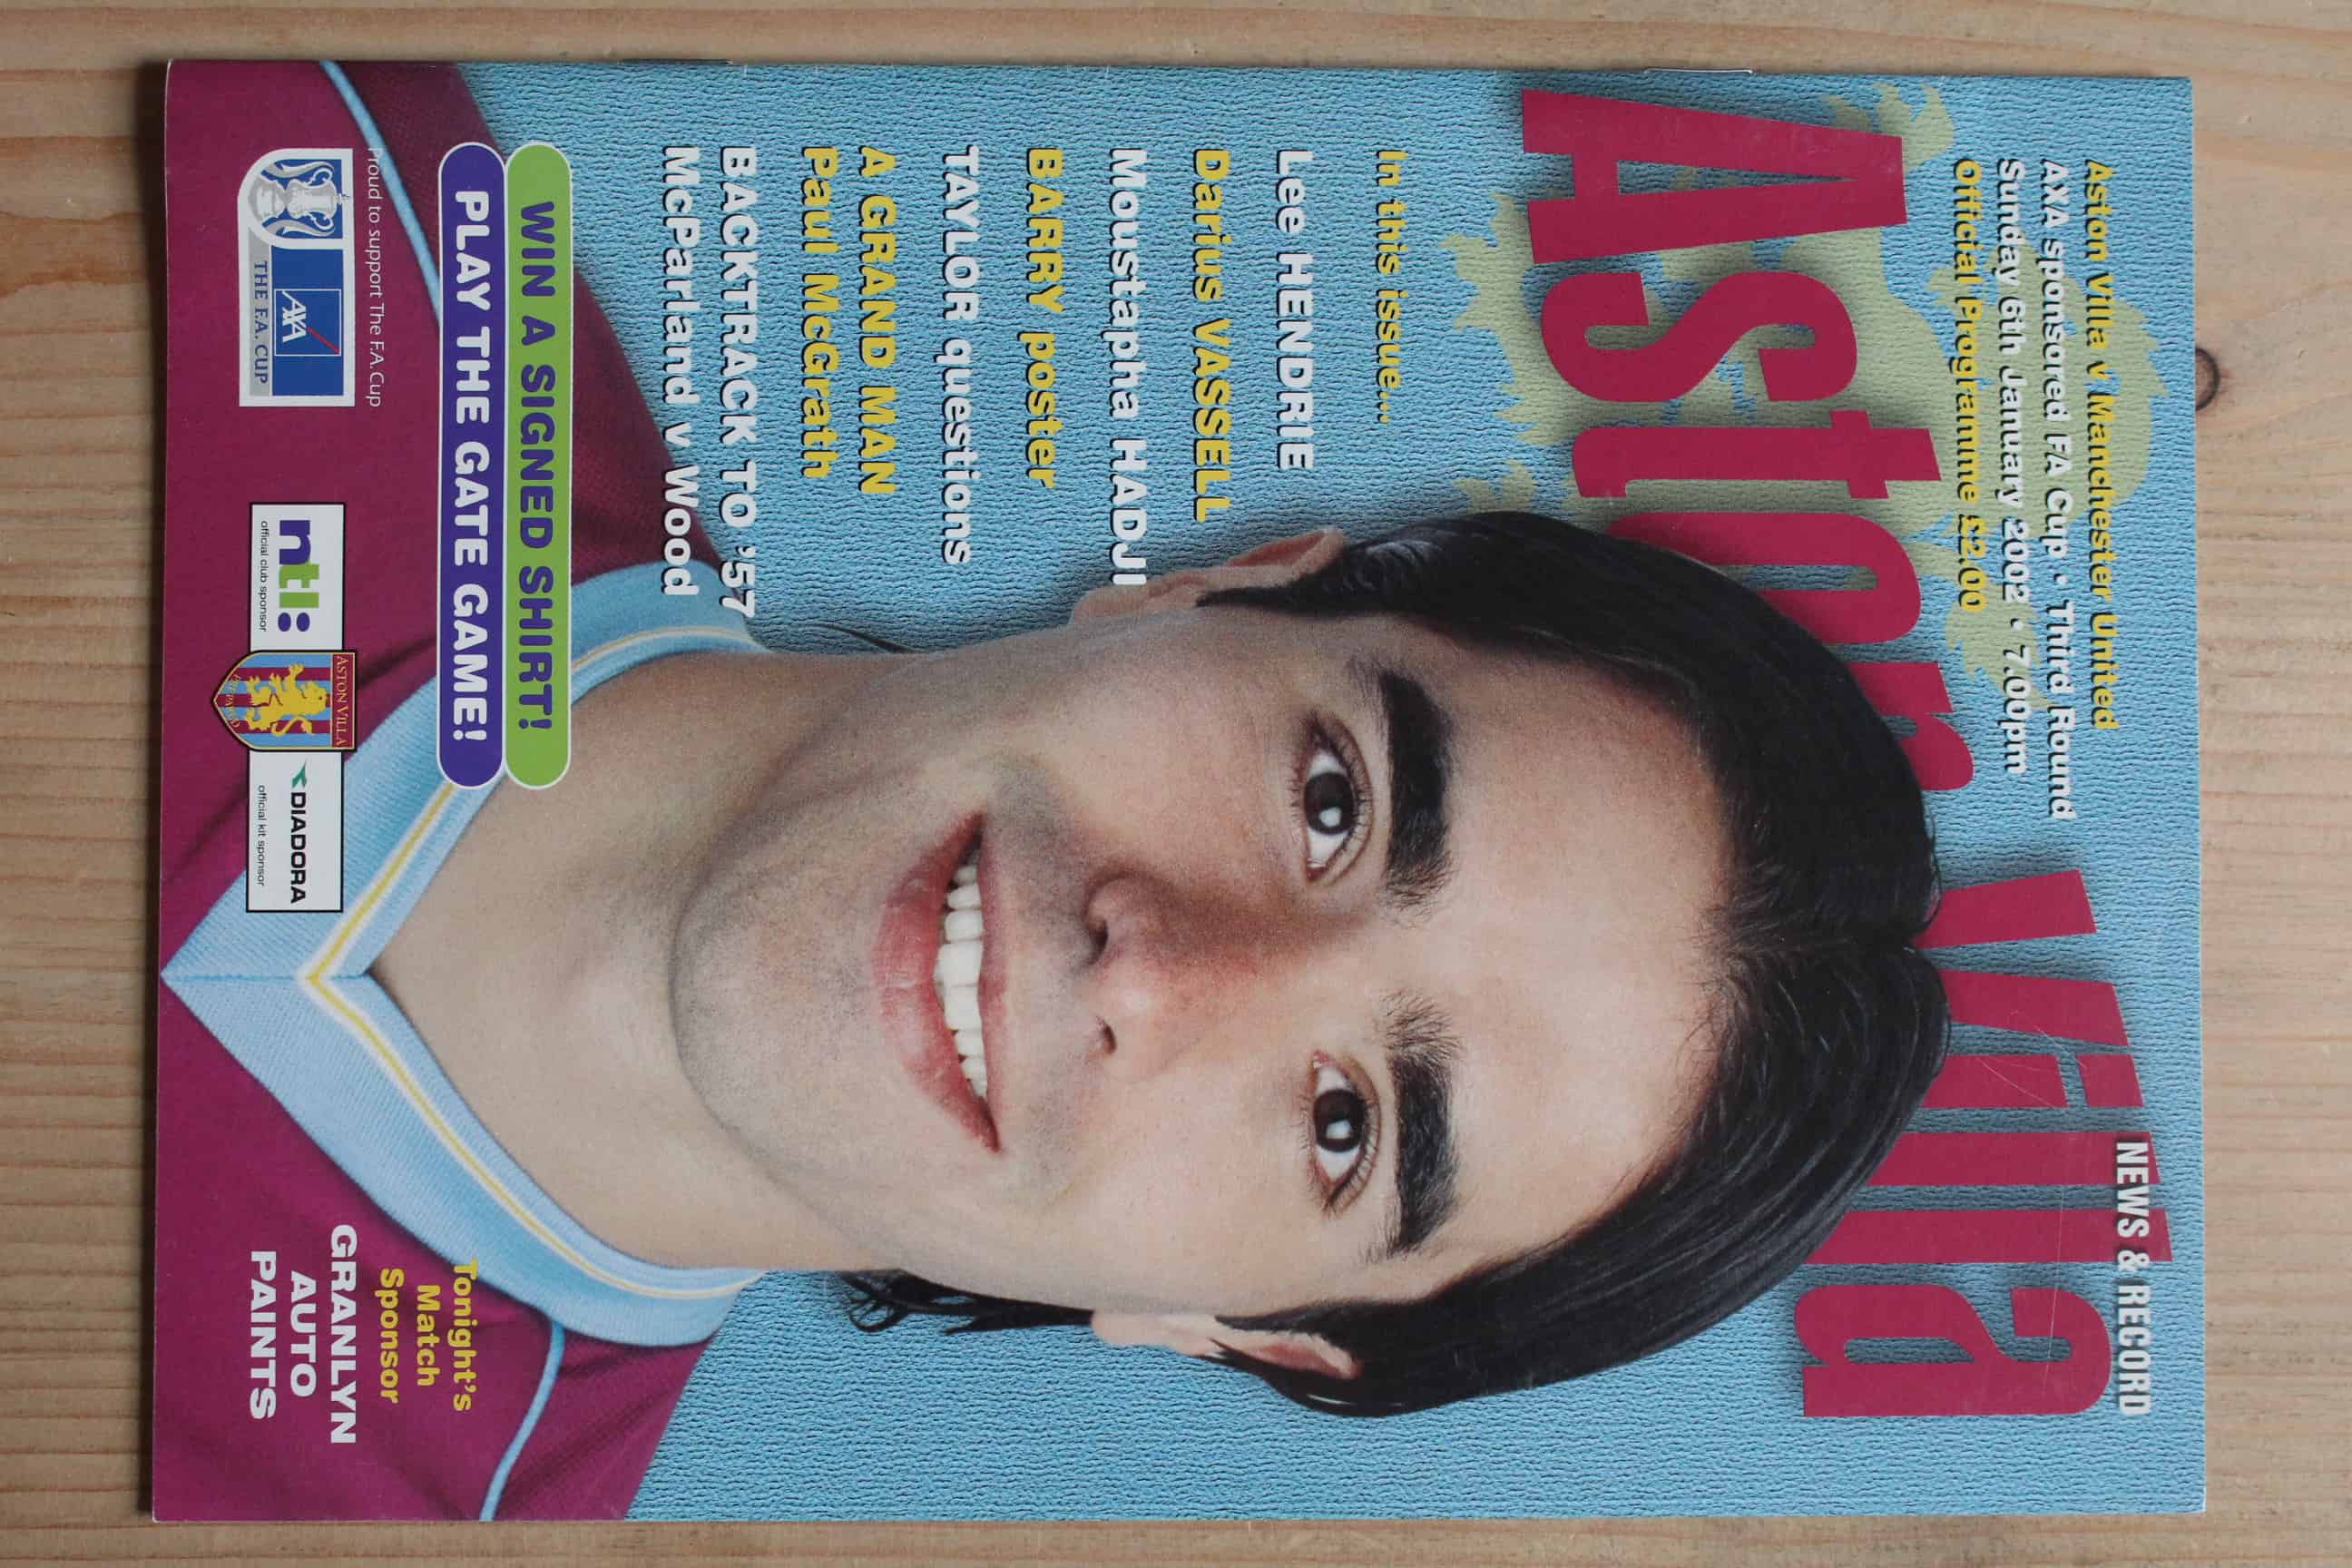 Aston Villa v Manchester United
AXA sponsored FA Cup • Third Round
Sunday 6th January 2002 • 7.00pm
Official Programme £2.00
NEWS & RECORD
Aston Villa
In this issue...
Lee HENDRIE
Darius VASSELL
Moustapha HADJI
BARRY poster
TAYLOR questions
A GRAND MAN
Paul McGrath
BACKTRACK TO '57
McParland v Wood
WIN A SIGNED SHIRT!
PLAY THE GATE GAME!
Proud to support The F.A. Cup
AXA
THE F.A. CUP
ntl:
official club sponsor
ASTON VILLA
DIADORA
official kit sponsor
Tonight's
Match
Sponsor
GRANLYN
AUTO
PAINTS